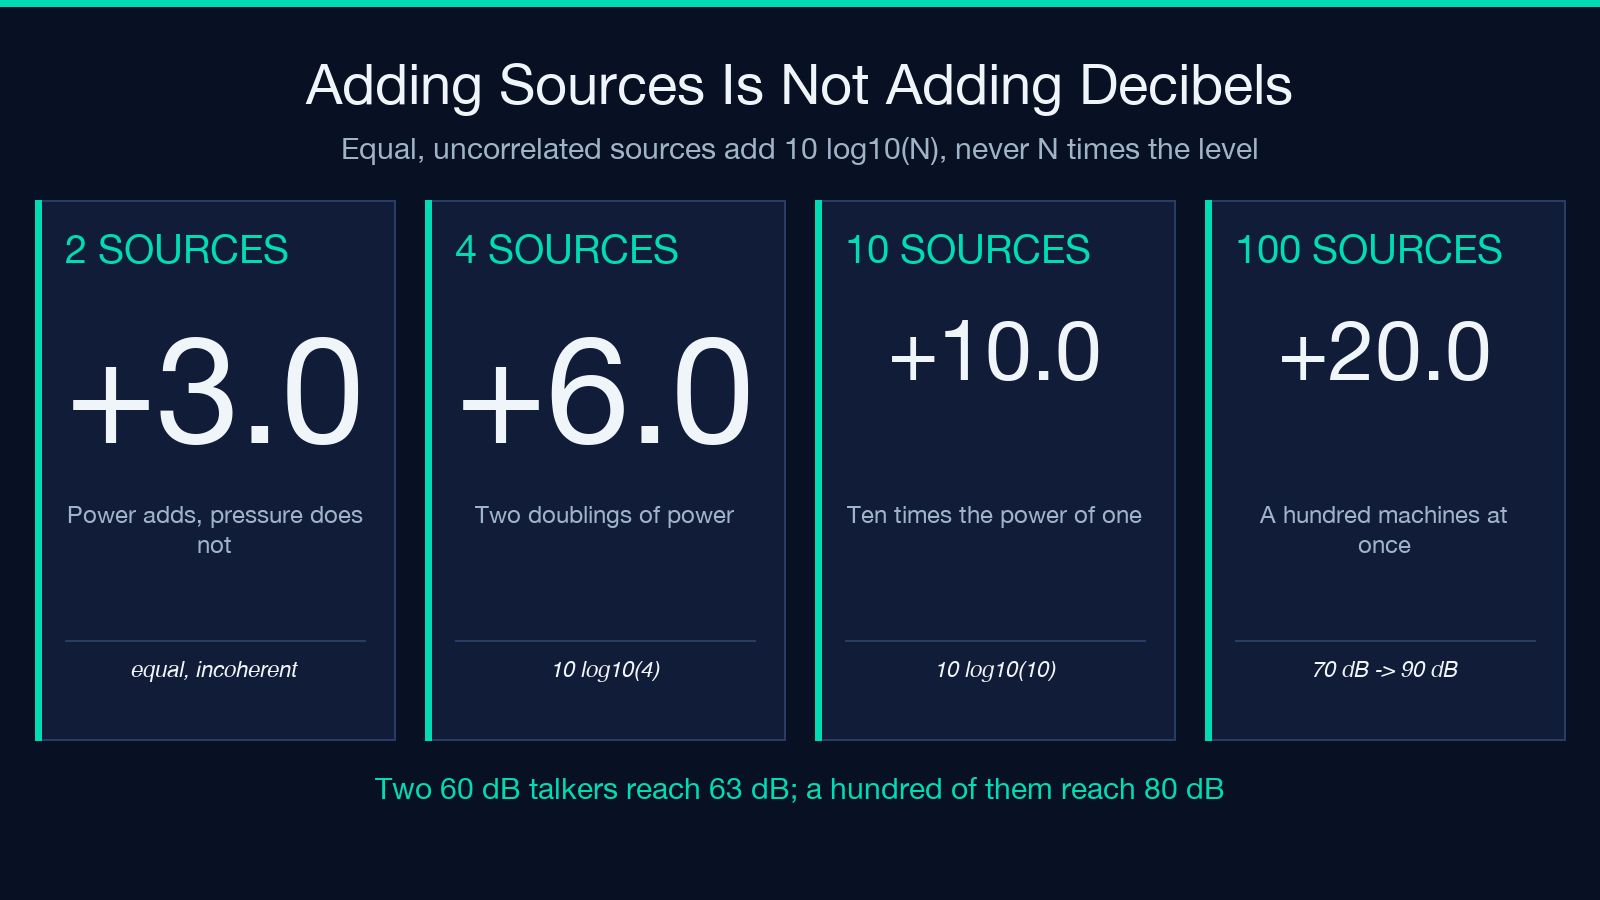 Adding Sources Is Not Adding Decibels
Equal, uncorrelated sources add 10 log10(N), never N times the level
2 SOURCES
+3.0
Power adds, pressure does
not
equal, incoherent
4 SOURCES
+6.0
Two doublings of power
10 log10(4)
10 SOURCES
+10.0
Ten times the power of one
10 log10(10)
100 SOURCES
+20.0
A hundred machines at
once
70 dB -> 90 dB
Two 60 dB talkers reach 63 dB; a hundred of them reach 80 dB